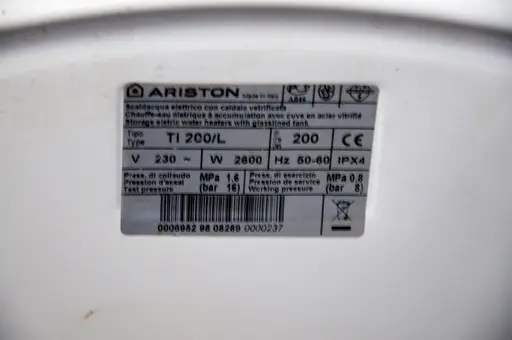 ARISTON Made in Italy
Scaldacqua elettrico con caldaia vetrificata
Chauffe-eau électrique à accumulation avec cuve en acier vitrifié
Storage eletric water heaters with glasslined tank
Tipo Type TI 200/L 200 CE
V 230 ~ W 2600 Hz 50-60 IPX4
Press. di collaudo Press. di esercizio
Pression d'essai MPa 1,6 Pression de service MPa 0,8
Test pressure (bar 16) Working pressure (bar 8)
0006952 98 08289 0000237